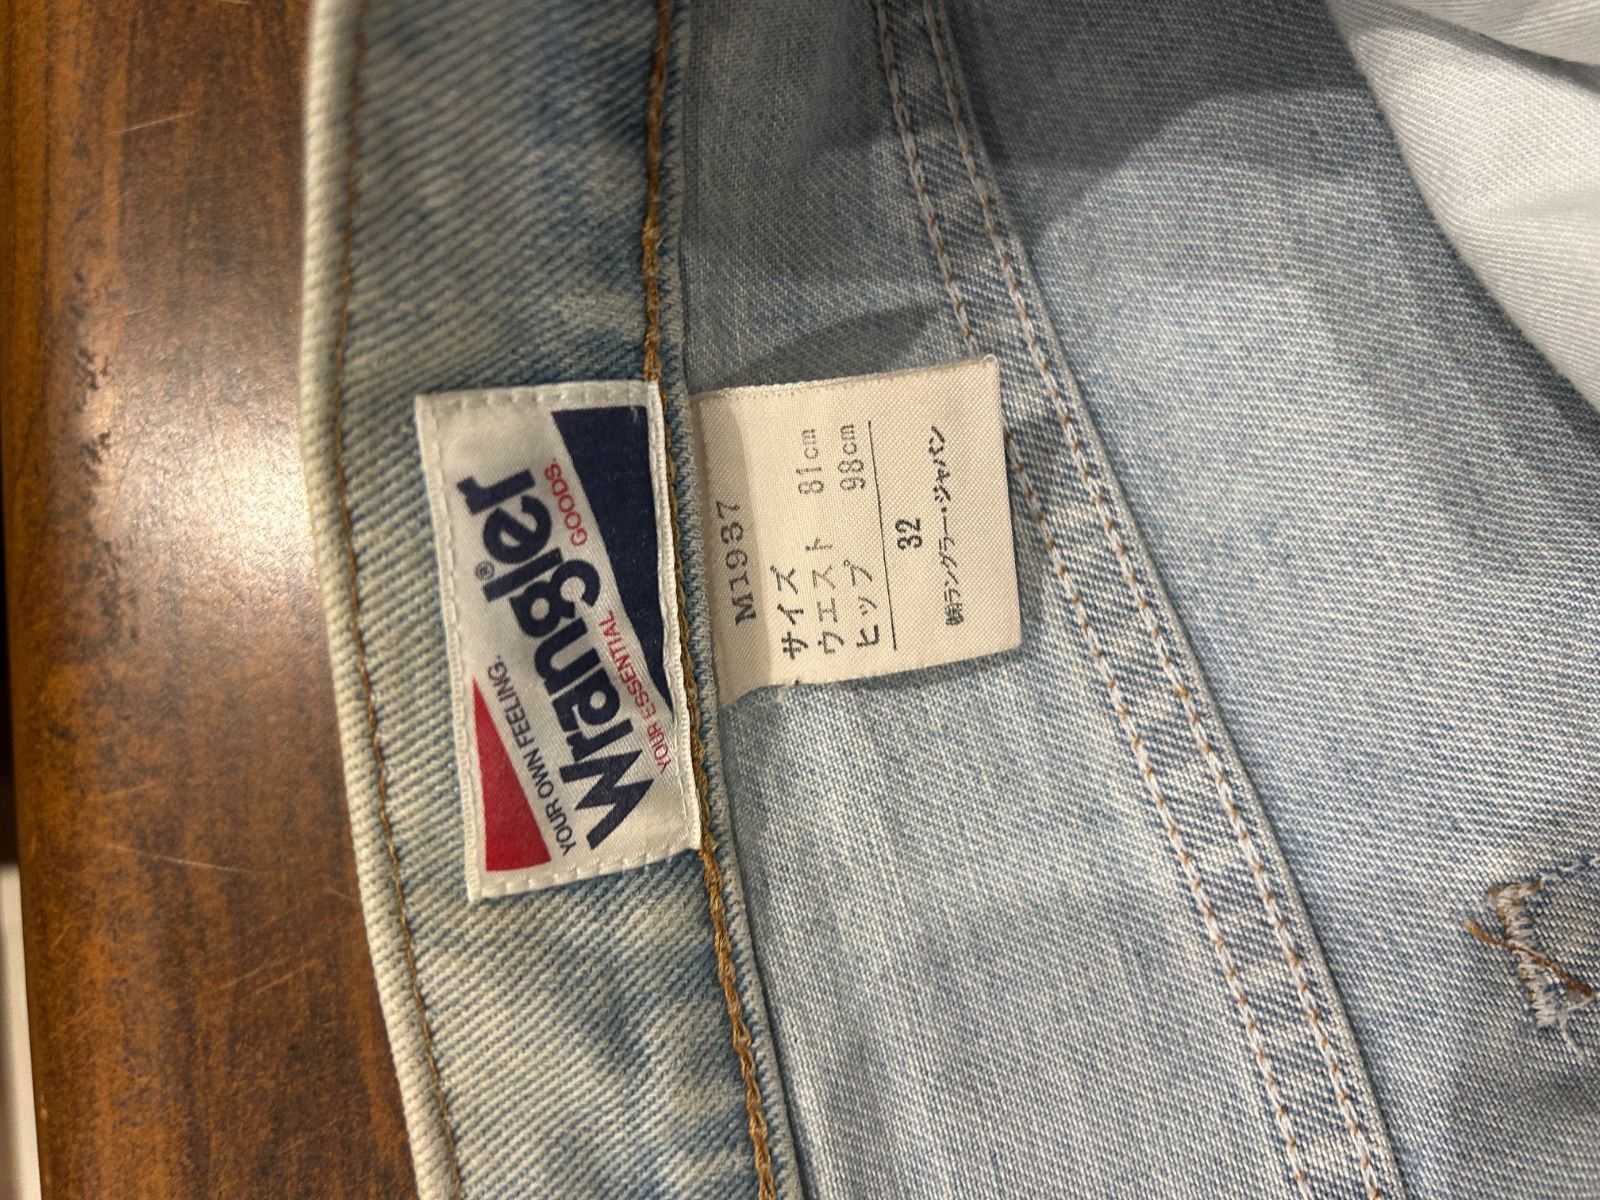 YOUR OWN FEELING.
Wrangler®
YOUR ESSENTIAL GOODS.
M1937
サイズ
ウエスト 81cm
ヒップ 98cm
32
㈱ラングラー・ジャパン